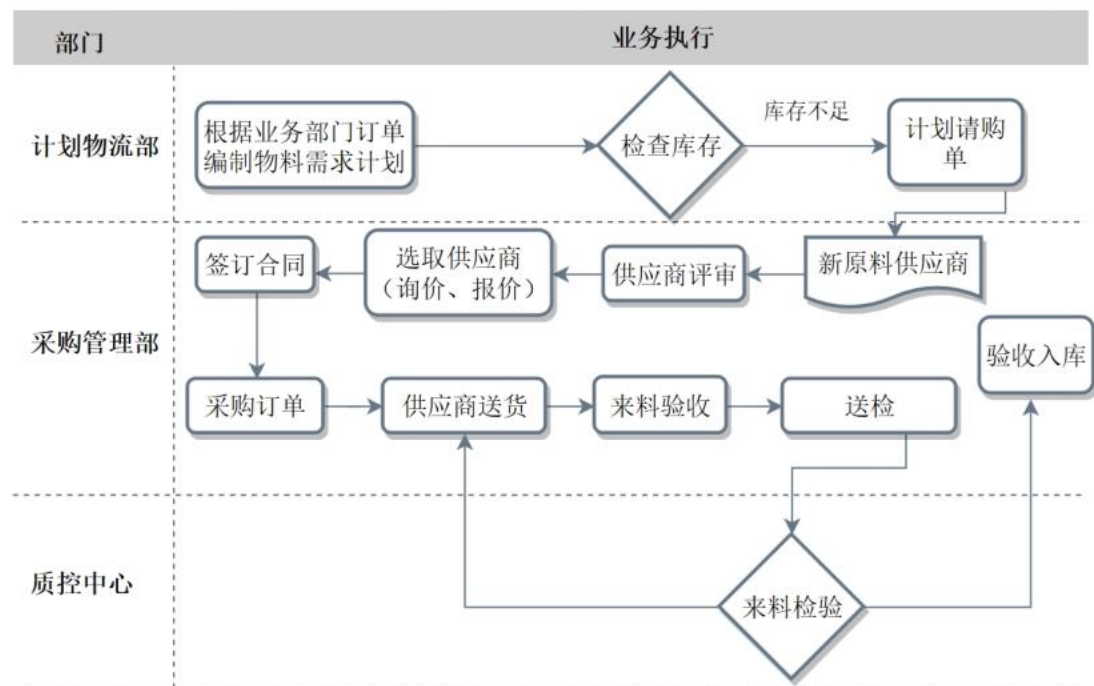 部门
业务执行
计划物流部
根据业务部门订单
编制物料需求计划
检查库存
库存不足
计划请购
单
采购管理部
签订合同
选取供应商
（询价、报价）
供应商评审
新原料供应商
验收入库
采购订单
供应商送货
来料验收
送检
质控中心
来料检验